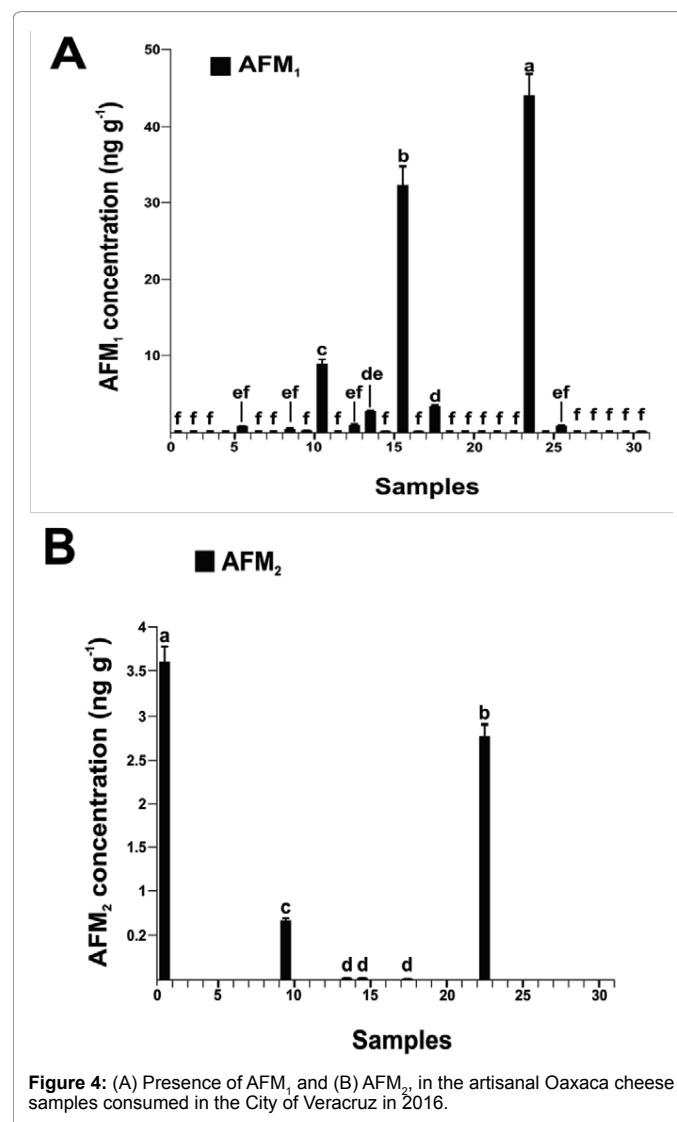 A
AFM₁
AFM₁ concentration (ng g⁻¹)
50
40
30
20
10
a
b
c
de
d
ef ef ef ef
f f f f f f f f f f f f f f f f f f f
0 5 10 15 20 25 30
Samples
B
AFM₂
AFM₂ concentration (ng g⁻¹)
4
3.5
3
2.5
2
1.5
1
0.2
a
b
c
d d d
0 5 10 15 20 25 30
Samples
Figure 4: (A) Presence of AFM₁ and (B) AFM₂, in the artisanal Oaxaca cheese
samples consumed in the City of Veracruz in 2016.